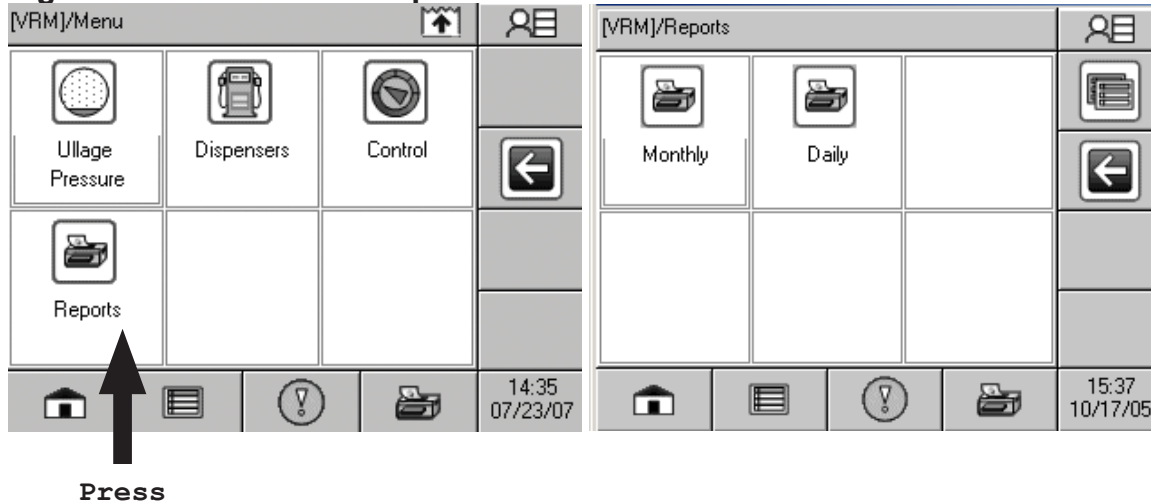 [VRM]/Menu
Ullage
Pressure
Dispensers
Control
Reports
14:35
07/23/07
Press
[VRM]/Reports
Monthly
Daily
15:37
10/17/05